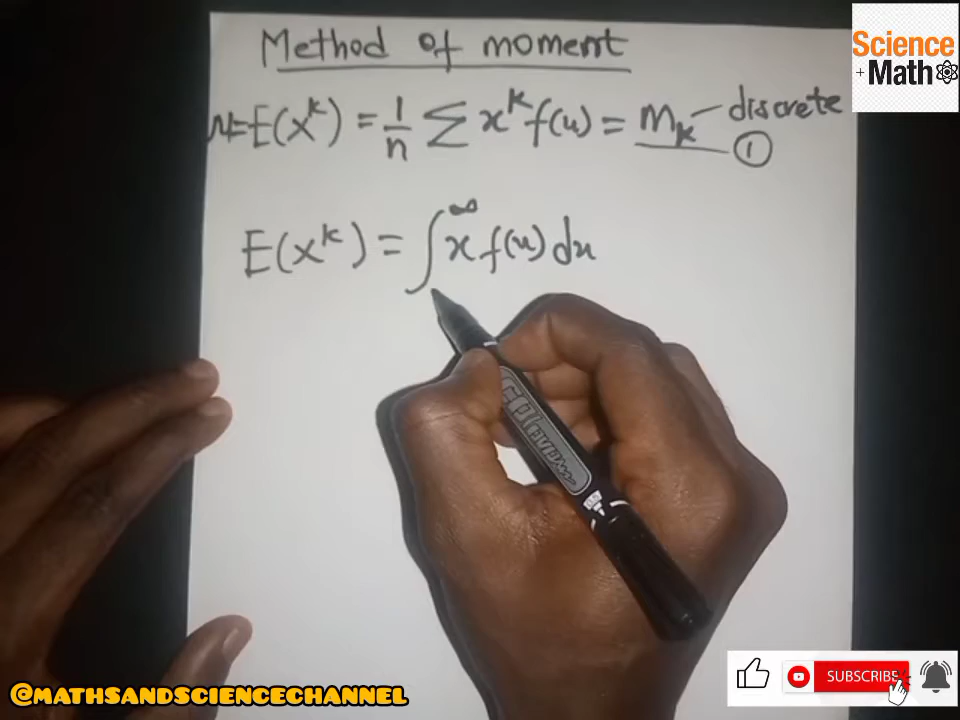 Method of moment
Science
+Math
μ=E(x^k) = 1/n ∑ x^k f(x) = m_k – discrete
①
E(x^k) = ∫^∞ x f(x) dx
SUBSCRIBE
@MATHSANDSCIENCECHANNEL